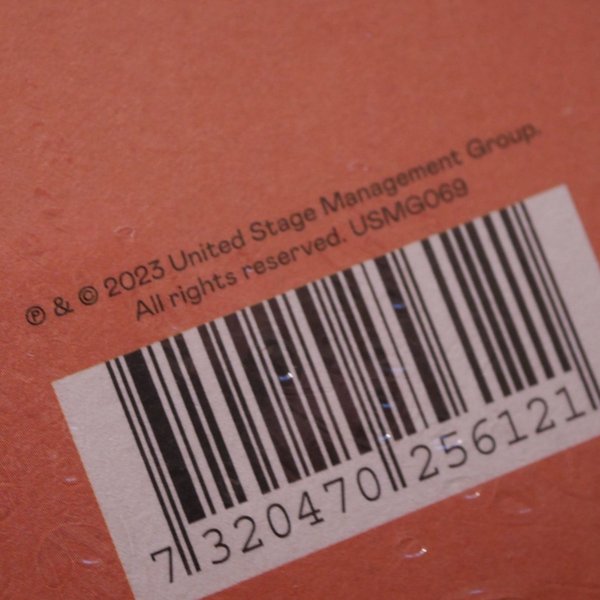 ℗ & © 2023 United Stage Management Group.
All rights reserved. USMG069
7 320470 256121